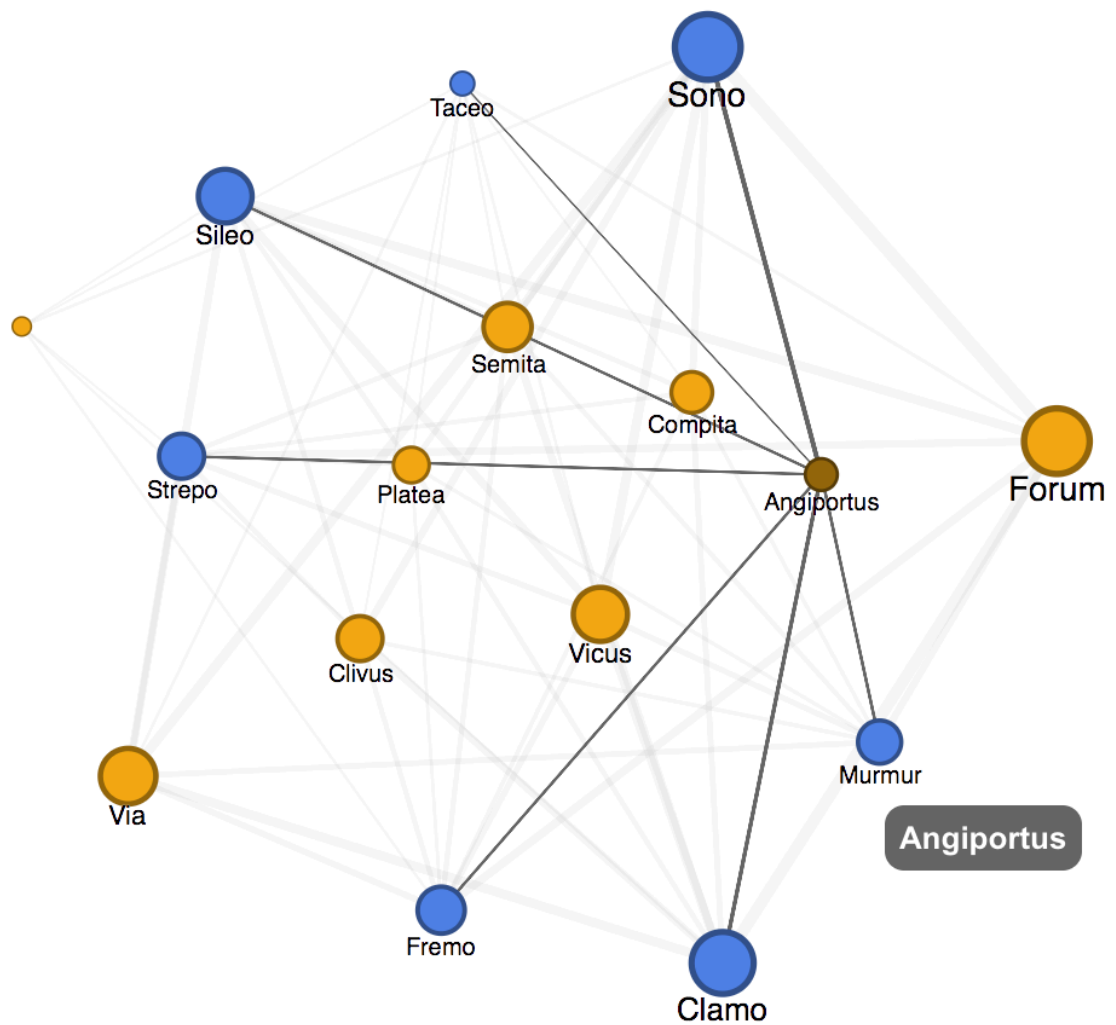 Sono
Taceo
Sileo
Semita
Compita
Strepo
Platea
Angiportus
Forum
Vicus
Clivus
Murmur
Via
Angiportus
Fremo
Clamo